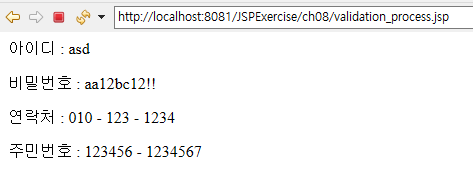 http://localhost:8081/JSPExercise/ch08/validation_process.jsp
아이디 : asd
비밀번호 : aa12bc12!!
연락처 : 010 - 123 - 1234
주민번호 : 123456 - 1234567